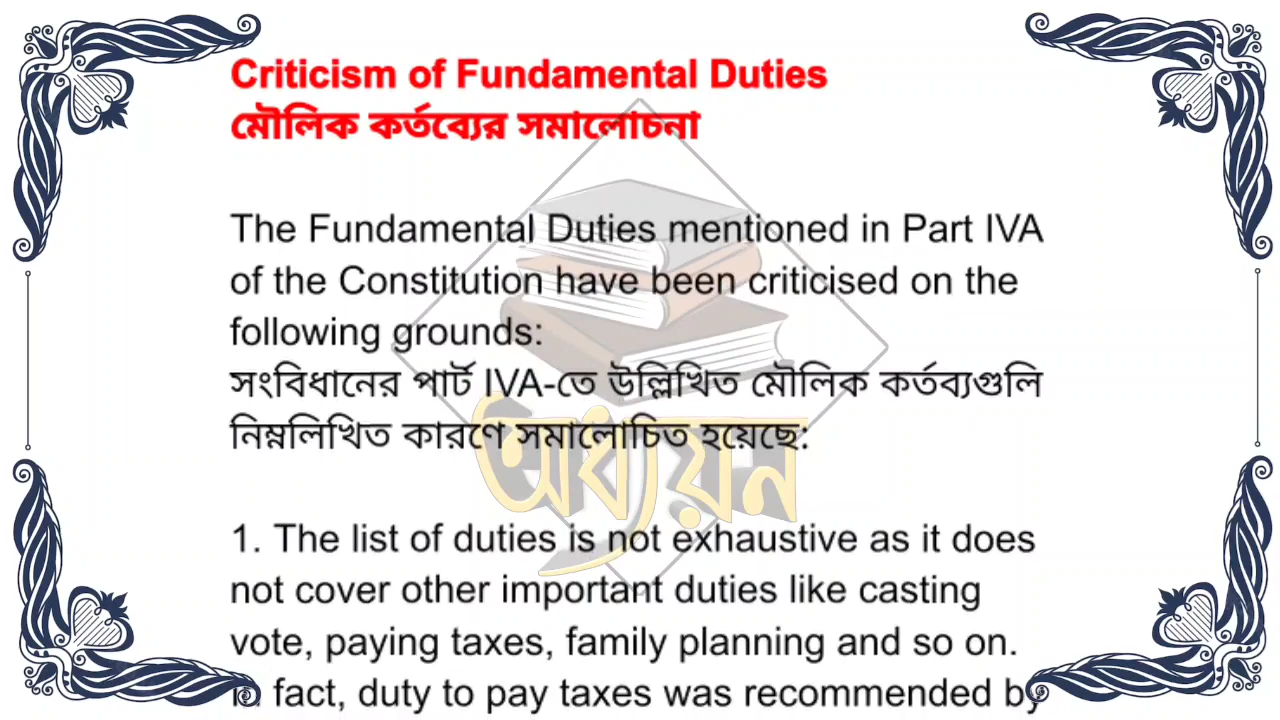 Criticism of Fundamental Duties
মৌলিক কর্তব্যের সমালোচনা
The Fundamental Duties mentioned in Part IVA
of the Constitution have been criticised on the
following grounds:
সংবিধানের পার্ট IVA-তে উল্লিখিত মৌলিক কর্তব্যগুলি
নিম্নলিখিত কারণে সমালোচিত হয়েছে:
অধ্যয়ন
1. The list of duties is not exhaustive as it does
not cover other important duties like casting
vote, paying taxes, family planning and so on.
In fact, duty to pay taxes was recommended by